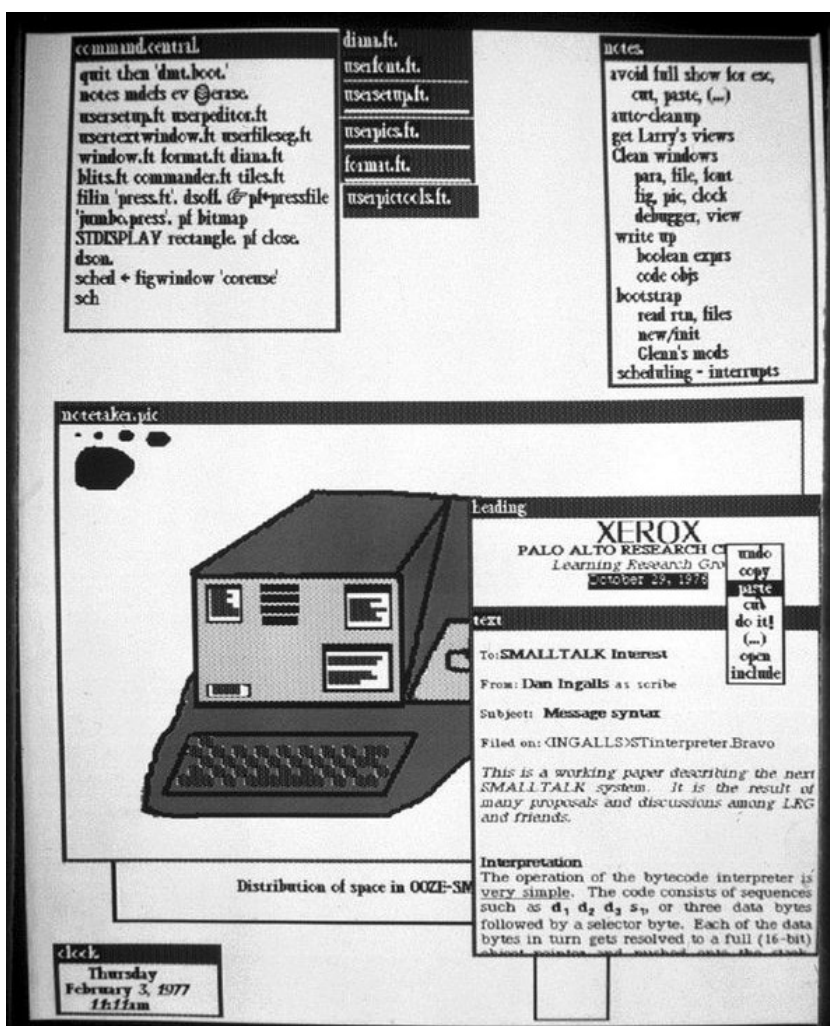 command.central.
quit then 'dmt.boot.'
notes mdefs ev erase.
usersetup.ft userpeditor.ft
usertextwindow.ft userfileseg.ft
window.ft format.ft diana.ft
blits.ft commander.ft tiles.ft
filin 'press.ft'. dsoff. ☞pf←pressfile
'jumbo.press'. pf bitmap
STDISPLAY rectangle. pf close.
dson.
sched ← figwindow 'coreuse'
sch
diana.ft.
userfont.ft.
usersetup.ft.
userpics.ft.
format.ft.
userpictools.ft.
notes.
avoid full show for esc,
cut, paste, (...)
auto-cleanup
get Larry's views
Clean windows
para, file, font
fig, pic, clock
debugger, view
write up
boolean exprs
code objs
bootstrap
read rtn, files
new/init
Glenn's mods
scheduling - interrupts
notetaker.pic
heading
XEROX
PALO ALTO RESEARCH C
Learning Research Gro
October 29, 1976
undo
copy
paste
cut
do it!
(...)
open
include
text
To: SMALLTALK Interest
From: Dan Ingalls as scribe
Subject: Message syntax
Filed on: <INGALLS>STinterpreter.Bravo
This is a working paper describing the next
SMALLTALK system. It is the result of
many proposals and discussions among LRG
and friends.
Interpretation
The operation of the bytecode interpreter is
very simple. The code consists of sequences
such as d₁ d₂ d₃ s₁, or three data bytes
followed by a selector byte. Each of the data
bytes in turn gets resolved to a full (16-bit)
Distribution of space in OOZE-SM
clock.
Thursday
February 3, 1977
11:11am